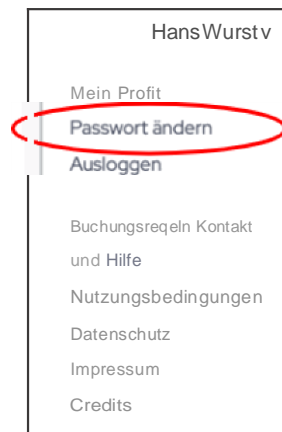 HansWurstv
Mein Profit
Passwort ändern
Ausloggen
Buchungsreqeln Kontakt
und Hilfe
Nutzungsbedingungen
Datenschutz
Impressum
Credits